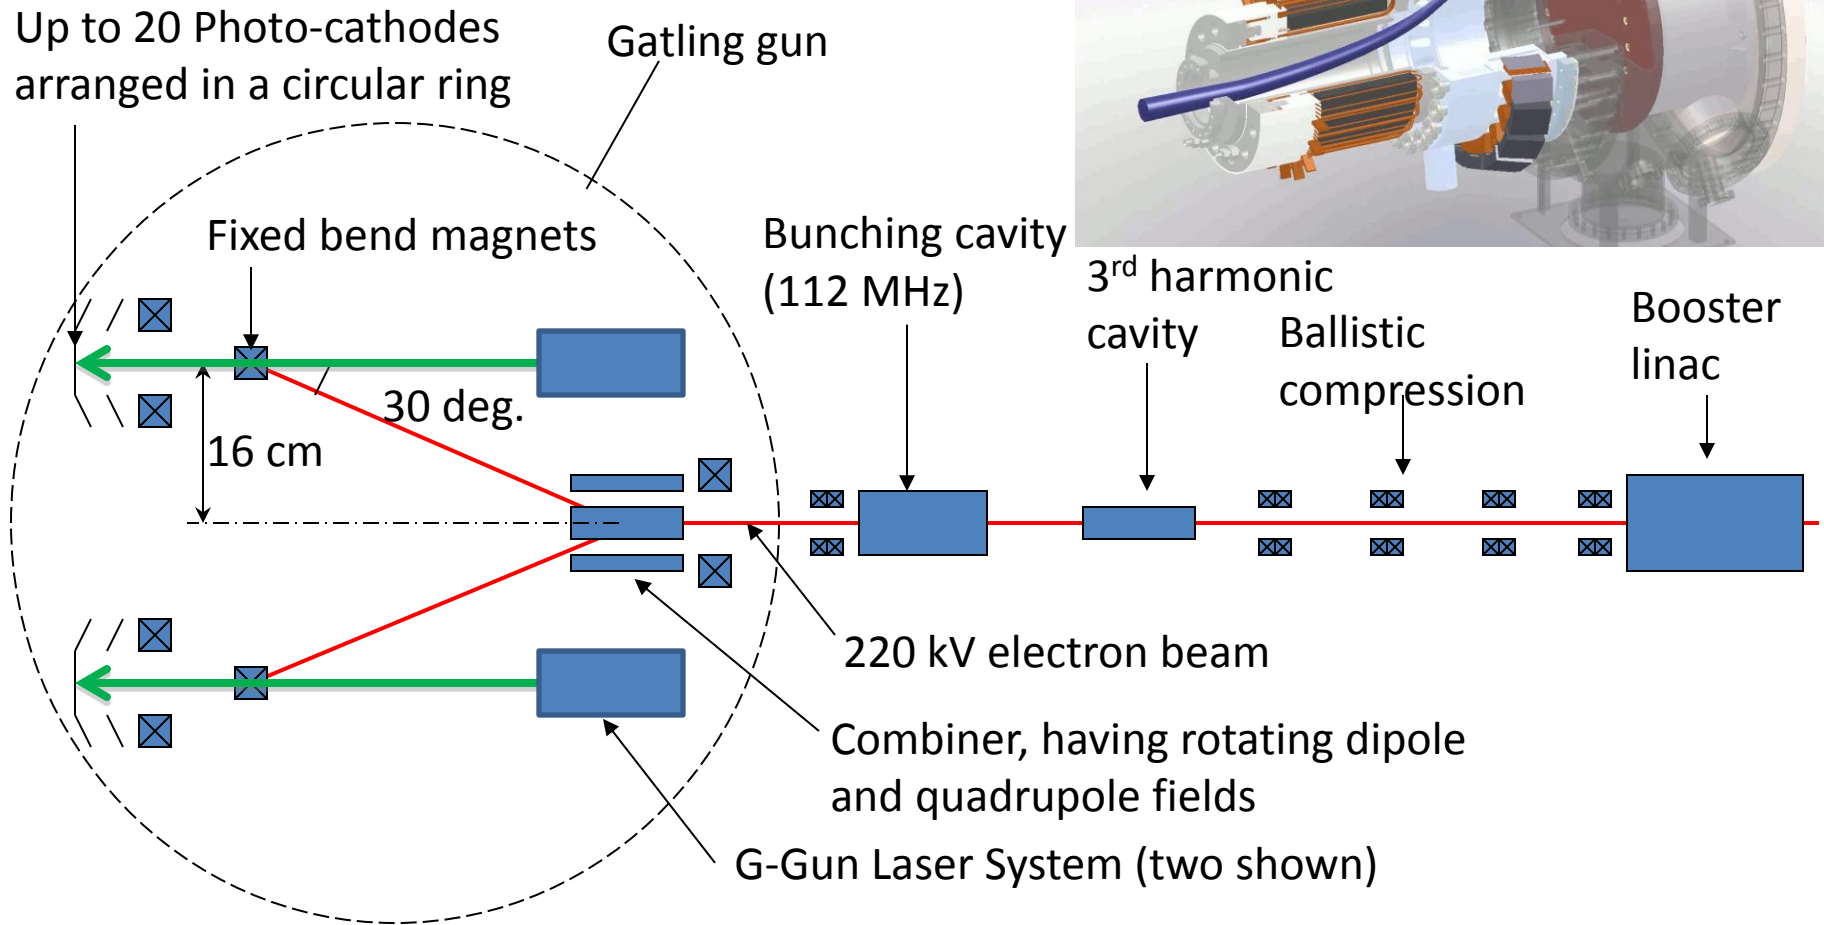 Up to 20 Photo-cathodes
arranged in a circular ring
Gatling gun
Fixed bend magnets
Bunching cavity
(112 MHz)
3rd harmonic
cavity
Ballistic
compression
Booster
linac
30 deg.
16 cm
220 kV electron beam
Combiner, having rotating dipole
and quadrupole fields
G-Gun Laser System (two shown)